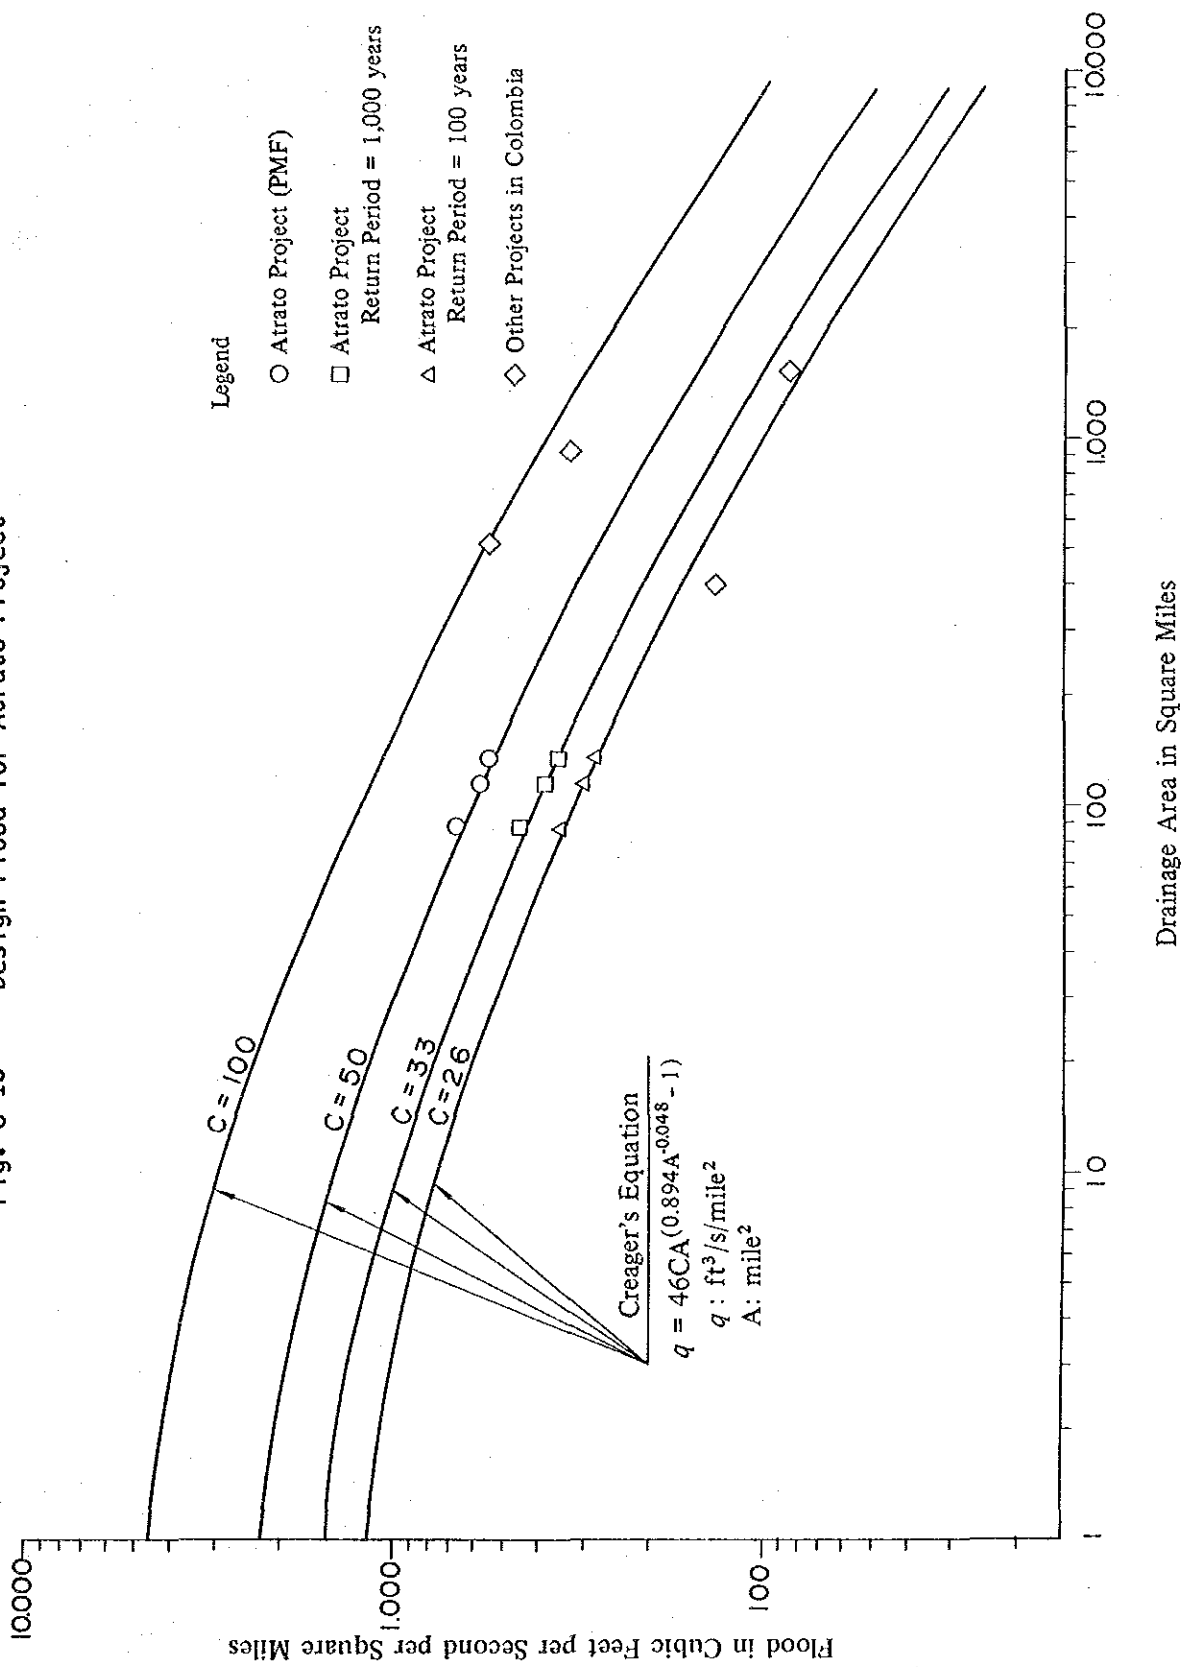 Design Flood for Atrato Project
10.000
1.000
100
Flood in Cubic Feet per Second per Square Miles
C = 100
C = 50
C = 33
C = 26
Creager's Equation
q = 46CA^(0.894A^-0.048 - 1)
q : ft³/s/mile²
A: mile²
Legend
○ Atrato Project (PMF)
□ Atrato Project
Return Period = 1,000 years
△ Atrato Project
Return Period = 100 years
◇ Other Projects in Colombia
1
10
100
1.000
10.000
Drainage Area in Square Miles